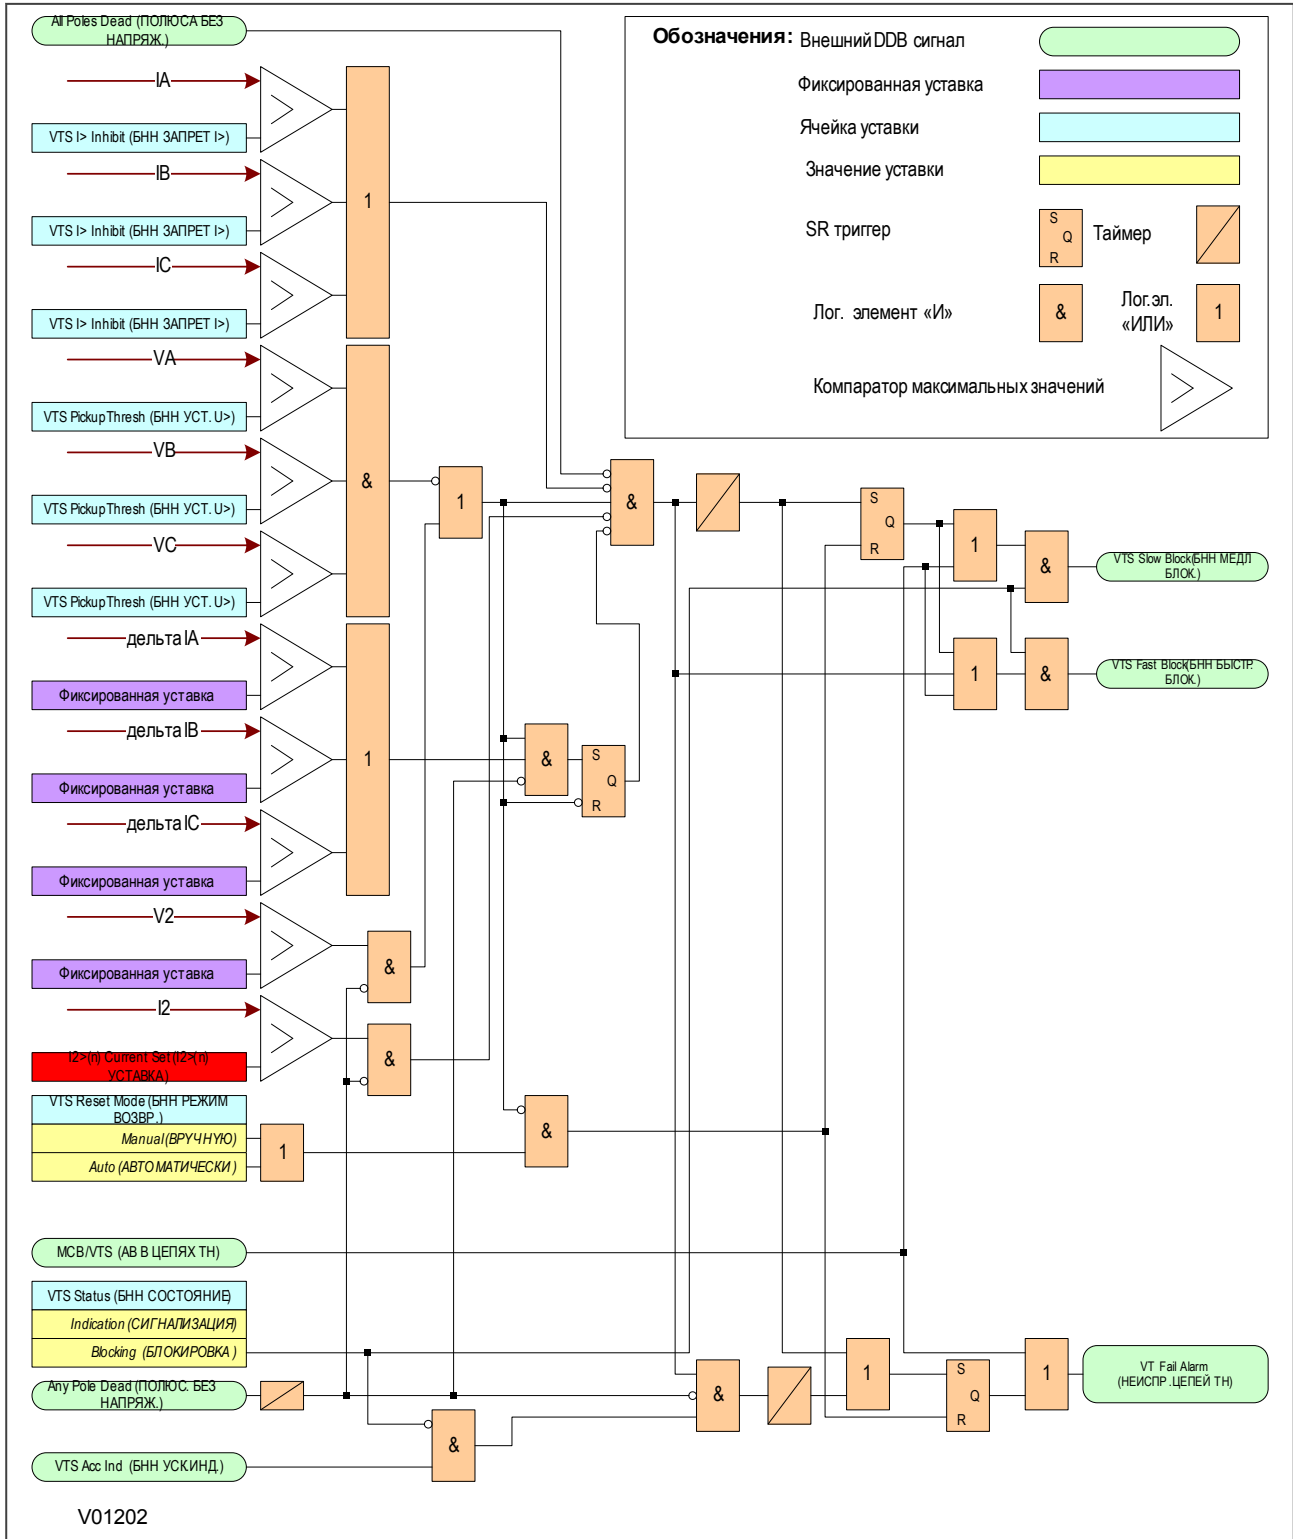 All Poles Dead (ПОЛЮСА БЕЗ
НАПРЯЖ.)
IA
VTS I> Inhibit (БНН ЗАПРЕТ I>)
IB
VTS I> Inhibit (БНН ЗАПРЕТ I>)
IC
VTS I> Inhibit (БНН ЗАПРЕТ I>)
VA
VTS PickupThresh (БНН УСТ. U>)
VB
VTS PickupThresh (БНН УСТ. U>)
VC
VTS PickupThresh (БНН УСТ. U>)
дельта IA
Фиксированная уставка
дельта IB
Фиксированная уставка
дельта IC
Фиксированная уставка
V2
Фиксированная уставка
I2
I2>(n) Current Set (I2>(n)
УСТАВКА)
VTS Reset Mode (БНН РЕЖИМ
ВОЗВР.)
Manual (ВРУЧНУЮ)
Auto (АВТОМАТИЧЕСКИ)
MCB/VTS (АВ В ЦЕПЯХ ТН)
VTS Status (БНН СОСТОЯНИЕ)
Indication (СИГНАЛИЗАЦИЯ)
Blocking (БЛОКИРОВКА)
Any Pole Dead (ПОЛЮС. БЕЗ
НАПРЯЖ.)
VTS Acc Ind (БНН УСК.ИНД.)
V01202
1
&
1
&
&
1
1
&
&
S
Q
R
&
&
&
S
Q
R
1
&
1
&
&
1
S
Q
R
1
VTS Slow Block(БНН МЕДЛ
БЛОК.)
VTS Fast Block(БНН БЫСТР.
БЛОК.)
VT Fail Alarm
(НЕИСПР. ЦЕПЕЙ ТН)
Обозначения:
Внешний DDB сигнал
Фиксированная уставка
Ячейка уставки
Значение уставки
SR триггер
S
Q
R
Таймер
Лог. элемент «И»
&
Лог.эл.
«ИЛИ»
1
Компаратор максимальных значений